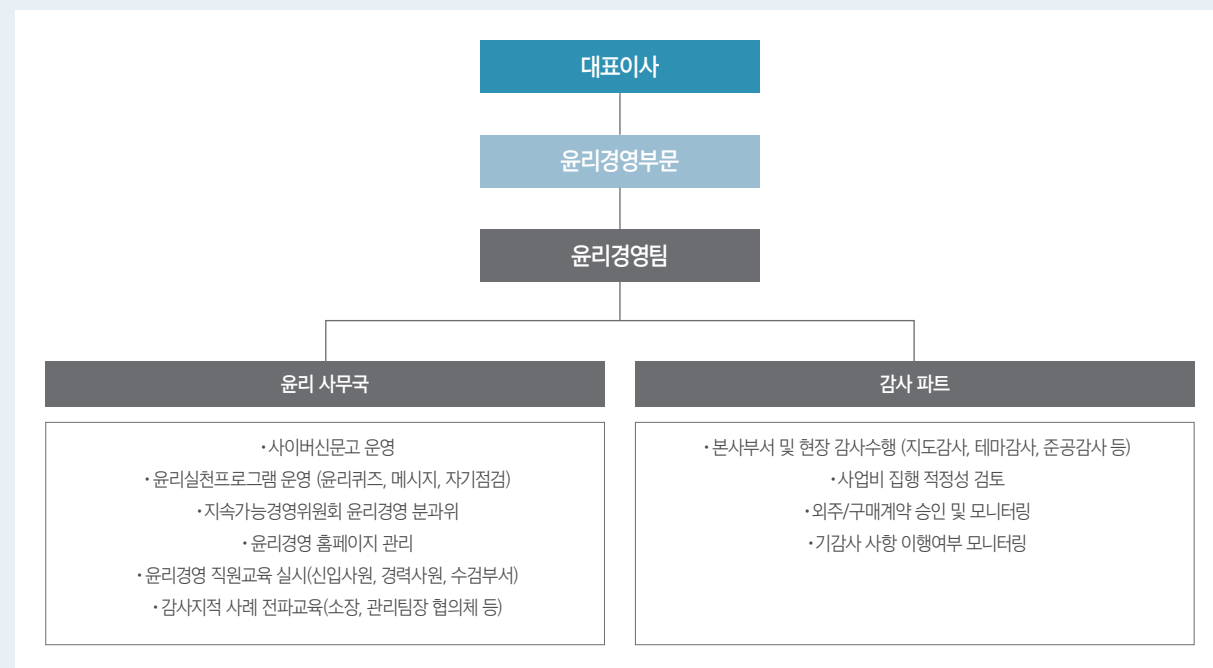 대표이사
윤리경영부문
윤리경영팀
윤리 사무국
•사이버신문고 운영
•윤리실천프로그램 운영 (윤리퀴즈, 메시지, 자기점검)
•지속가능경영위원회 윤리경영 분과위
•윤리경영 홈페이지 관리
•윤리경영 직원교육 실시(신입사원, 경력사원, 수검부서)
•감사지적 사례 전파교육(소장, 관리팀장 협의체 등)
감사 파트
•본사부서 및 현장 감사수행 (지도감사, 테마감사, 준공감사 등)
•사업비 집행 적정성 검토
•외주/구매계약 승인 및 모니터링
•기감사 사항 이행여부 모니터링